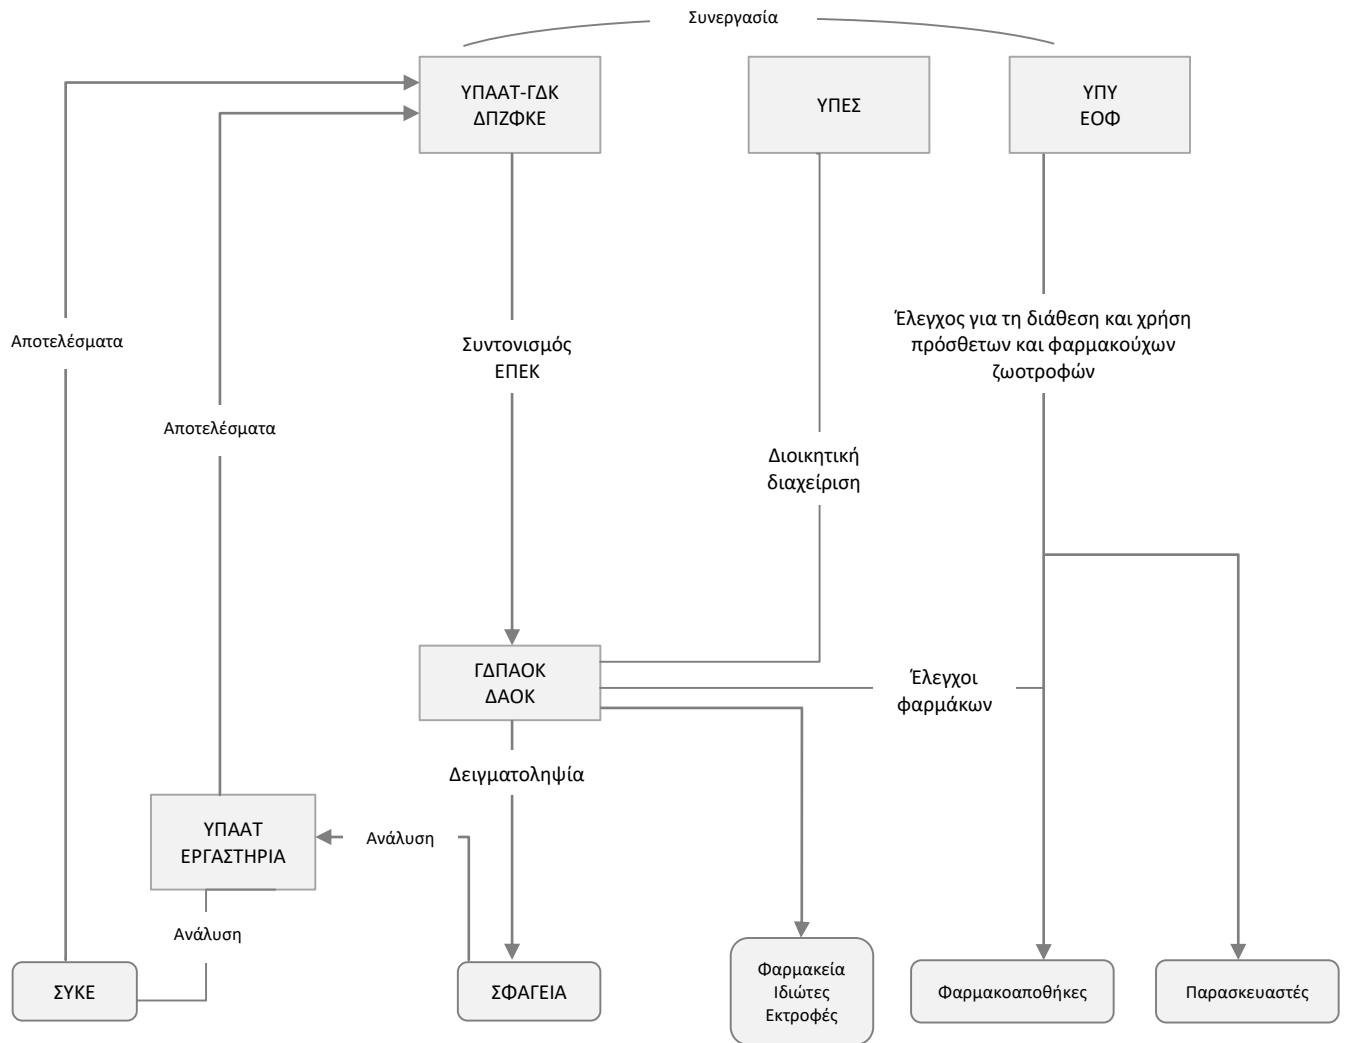 Συνεργασία
ΥΠΑΑΤ-ΓΔΚ
ΔΠΖΦΚΕ
ΥΠΕΣ
ΥΠΥ
ΕΟΦ
Αποτελέσματα
Συντονισμός
ΕΠΕΚ
Έλεγχος για τη διάθεση και χρήση
πρόσθετων και φαρμακούχων
ζωοτροφών
Αποτελέσματα
Διοικητική
διαχείριση
ΓΔΠΑΟΚ
ΔΑΟΚ
Έλεγχοι
φαρμάκων
Δειγματοληψία
ΥΠΑΑΤ
ΕΡΓΑΣΤΗΡΙΑ
Ανάλυση
Ανάλυση
ΣΥΚΕ
ΣΦΑΓΕΙΑ
Φαρμακεία
Ιδιώτες
Εκτροφές
Φαρμακοαποθήκες
Παρασκευαστές